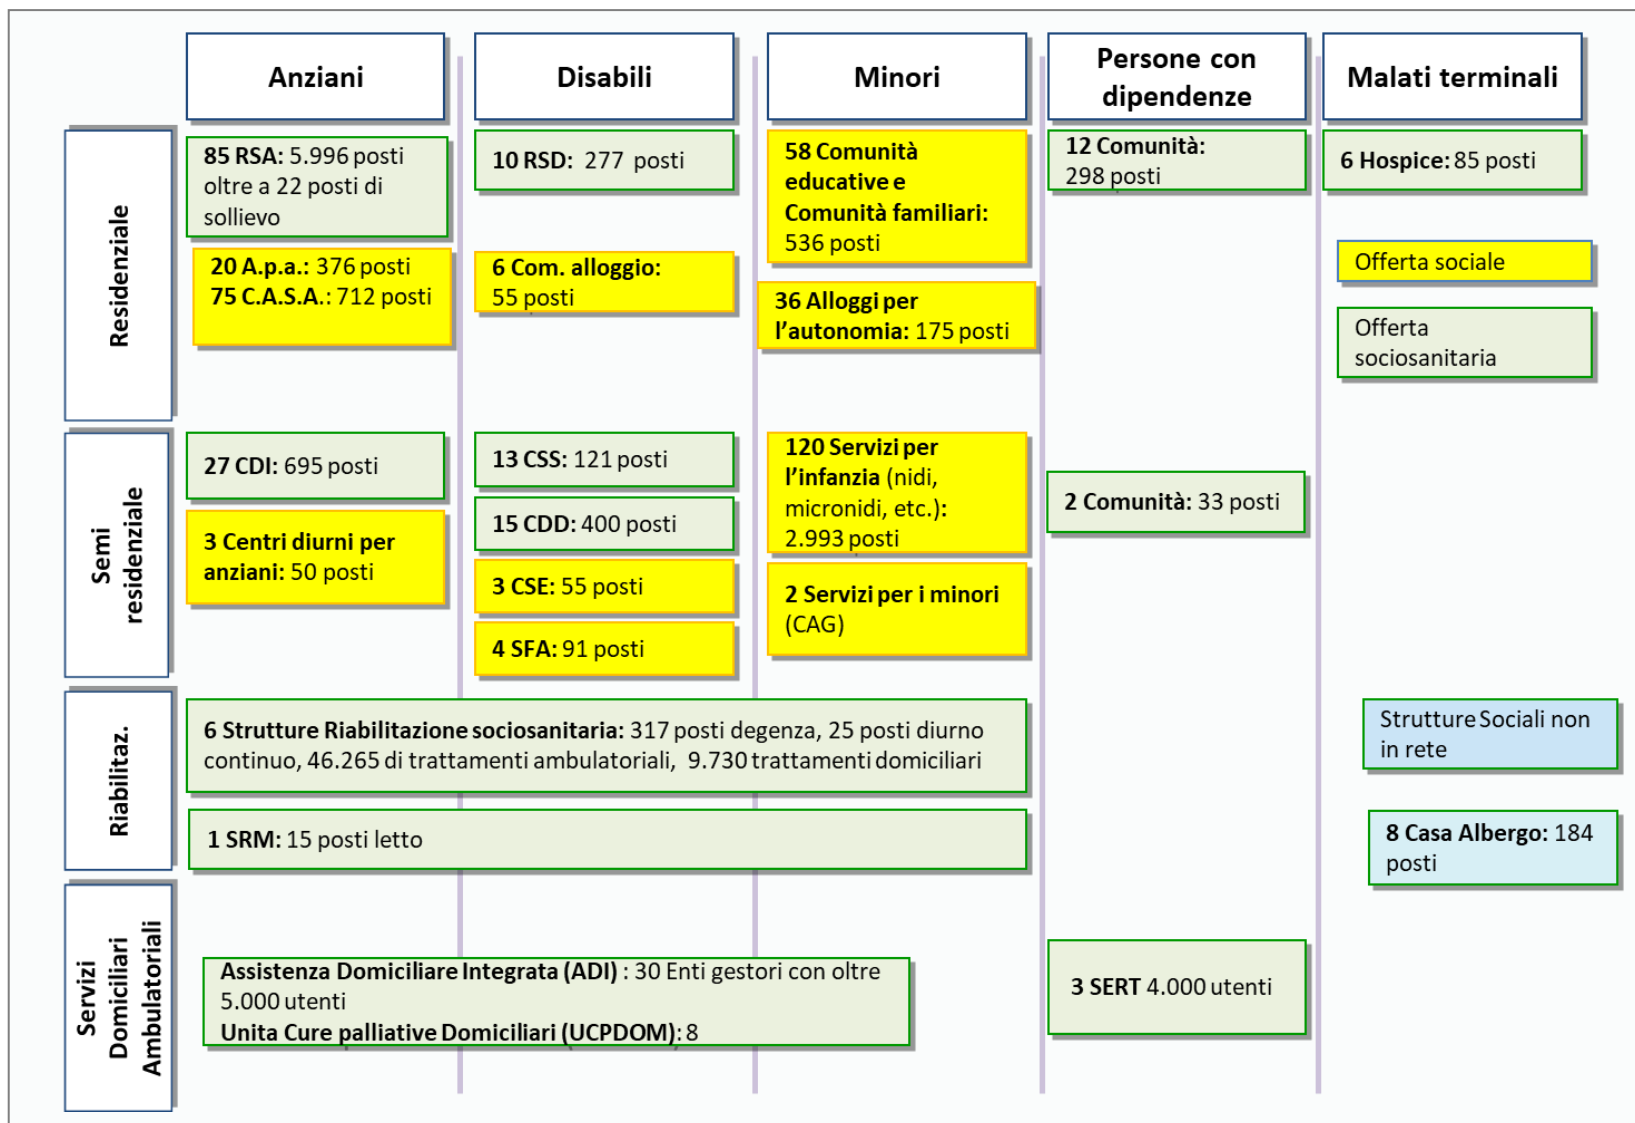 Anziani
Disabili
Minori
Persone con
dipendenze
Malati terminali
Residenziale
85 RSA: 5.996 posti
oltre a 22 posti di
sollievo
10 RSD: 277 posti
58 Comunità
educative e
Comunità familiari:
536 posti
12 Comunità:
298 posti
6 Hospice: 85 posti
20 A.p.a.: 376 posti
75 C.A.S.A.: 712 posti
6 Com. alloggio:
55 posti
36 Alloggi per
l’autonomia: 175 posti
Offerta sociale
Offerta
sociosanitaria
Semi
residenziale
27 CDI: 695 posti
13 CSS: 121 posti
120 Servizi per
l’infanzia (nidi,
micronidi, etc.):
2.993 posti
2 Comunità: 33 posti
15 CDD: 400 posti
3 Centri diurni per
anziani: 50 posti
3 CSE: 55 posti
2 Servizi per i minori
(CAG)
4 SFA: 91 posti
Riabilitaz.
6 Strutture Riabilitazione sociosanitaria: 317 posti degenza, 25 posti diurno
continuo, 46.265 di trattamenti ambulatoriali, 9.730 trattamenti domiciliari
Strutture Sociali non
in rete
1 SRM: 15 posti letto
8 Casa Albergo: 184
posti
Servizi
Domiciliari
Ambulatoriali
Assistenza Domiciliare Integrata (ADI) : 30 Enti gestori con oltre
5.000 utenti
Unita Cure palliative Domiciliari (UCPDOM): 8
3 SERT 4.000 utenti